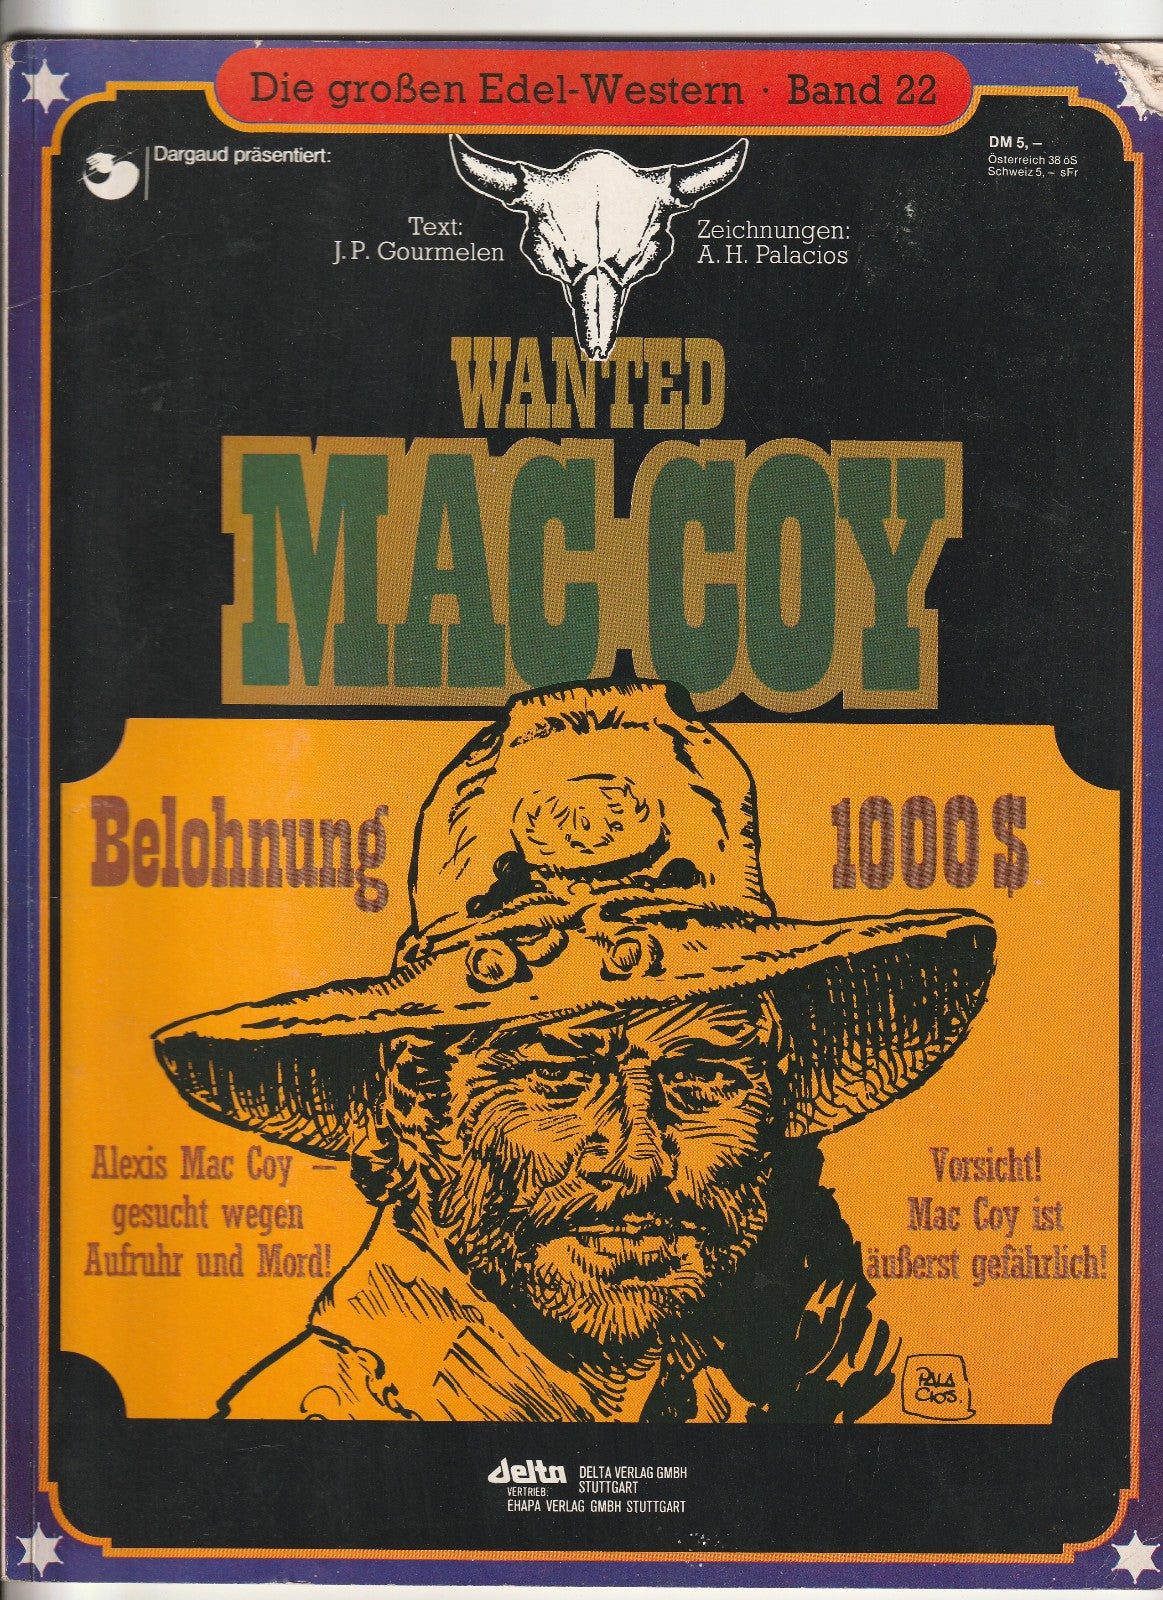 Die großen Edel-Western · Band 22
Dargaud präsentiert:
DM 5,–
Österreich 38 öS
Schweiz 5,– sFr
Text:
J. P. Gourmelen
Zeichnungen:
A. H. Palacios
WANTED
MAC COY
Belohnung
1000 $
Alexis Mac Coy –
gesucht wegen
Aufruhr und Mord!
Vorsicht!
Mac Coy ist
äußerst gefährlich!
PALA
CIOS.
delta
DELTA VERLAG GMBH
STUTTGART
VERTRIEB:
EHAPA VERLAG GMBH STUTTGART